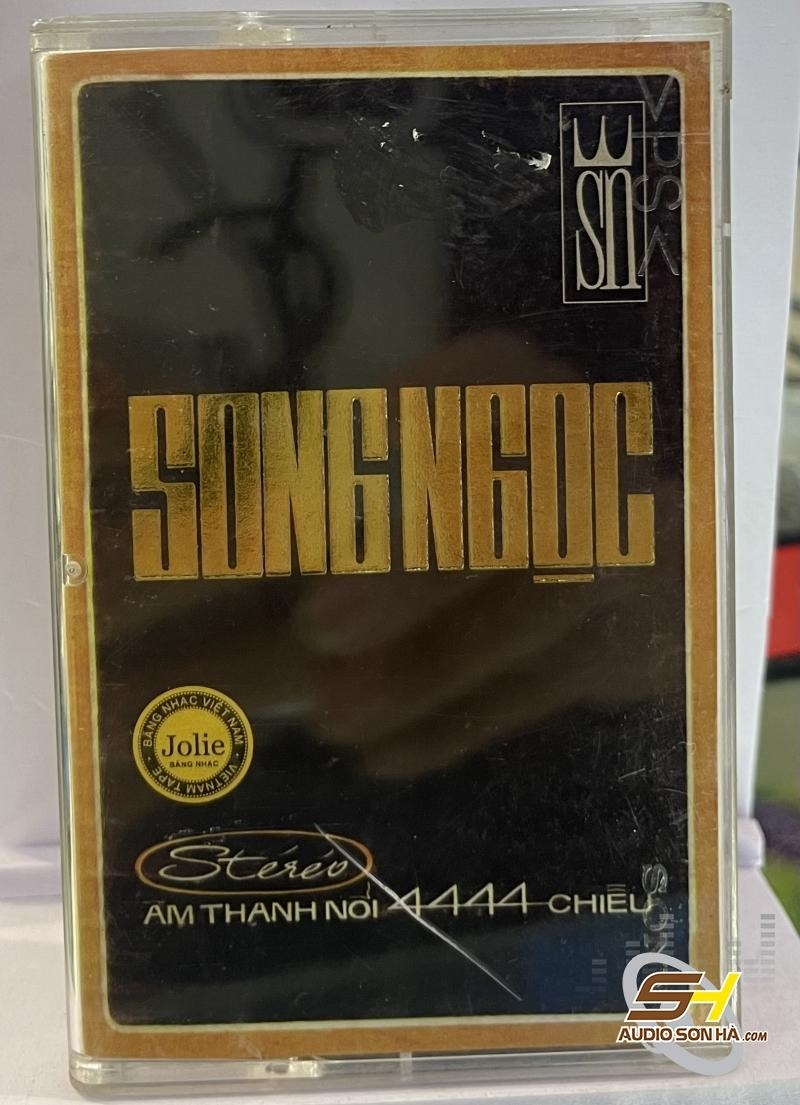 SN
SONG NGỌC
BĂNG NHẠC VIỆT NAM
Jolie
BĂNG NHẠC
VIETNAM TAPE
Stéréo
ÂM THANH NỔI 4444 CHIỀU
SH
AUDIO SƠN HÀ.COM